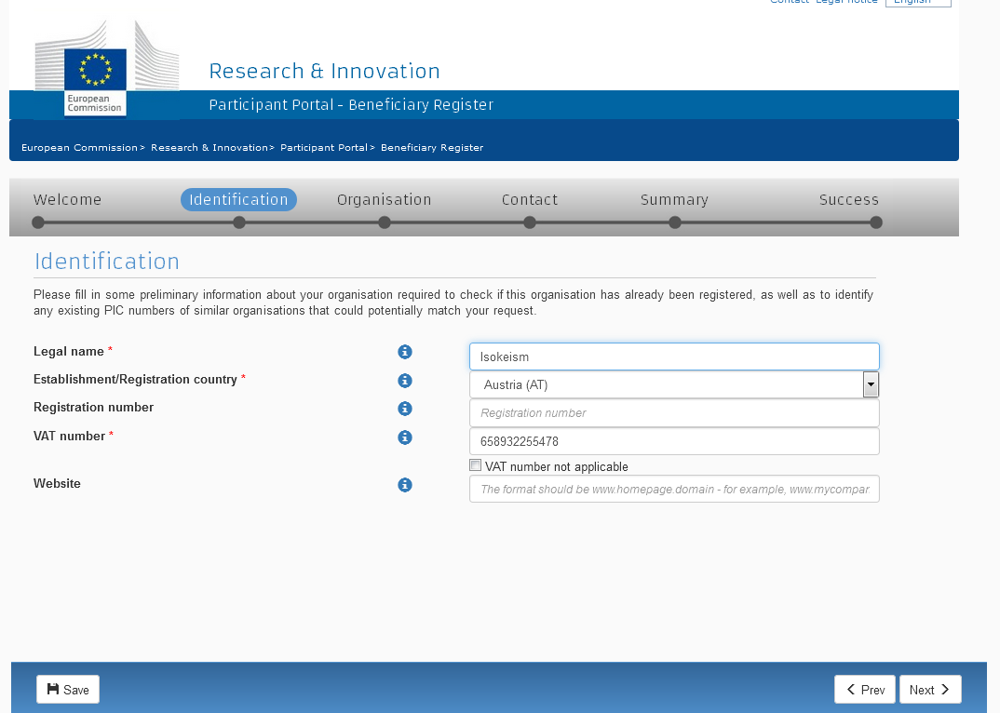 Contact Legal notice English
Research & Innovation
European
Commission
Participant Portal - Beneficiary Register
European Commission> Research & Innovation> Participant Portal> Beneficiary Register
Welcome Identification Organisation Contact Summary Success
Identification
Please fill in some preliminary information about your organisation required to check if this organisation has already been registered, as well as to identify
any existing PIC numbers of similar organisations that could potentially match your request.
Legal name * Isokeism
Establishment/Registration country * Austria (AT)
Registration number Registration number
VAT number * 658932255478
VAT number not applicable
Website The format should be www.homepage.domain - for example, www.mycompar
Save Prev Next